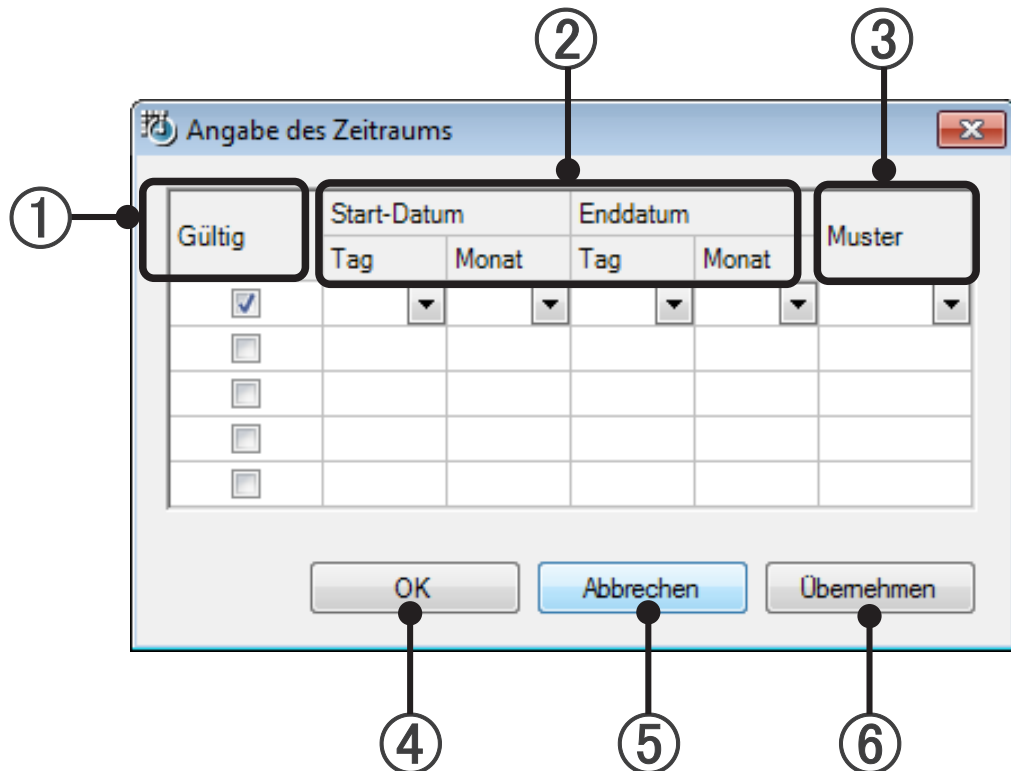 ② ③
Angabe des Zeitraums
①
Gültig Start-Datum Enddatum Muster
Tag Monat Tag Monat
OK Abbrechen Übernehmen
④ ⑤ ⑥